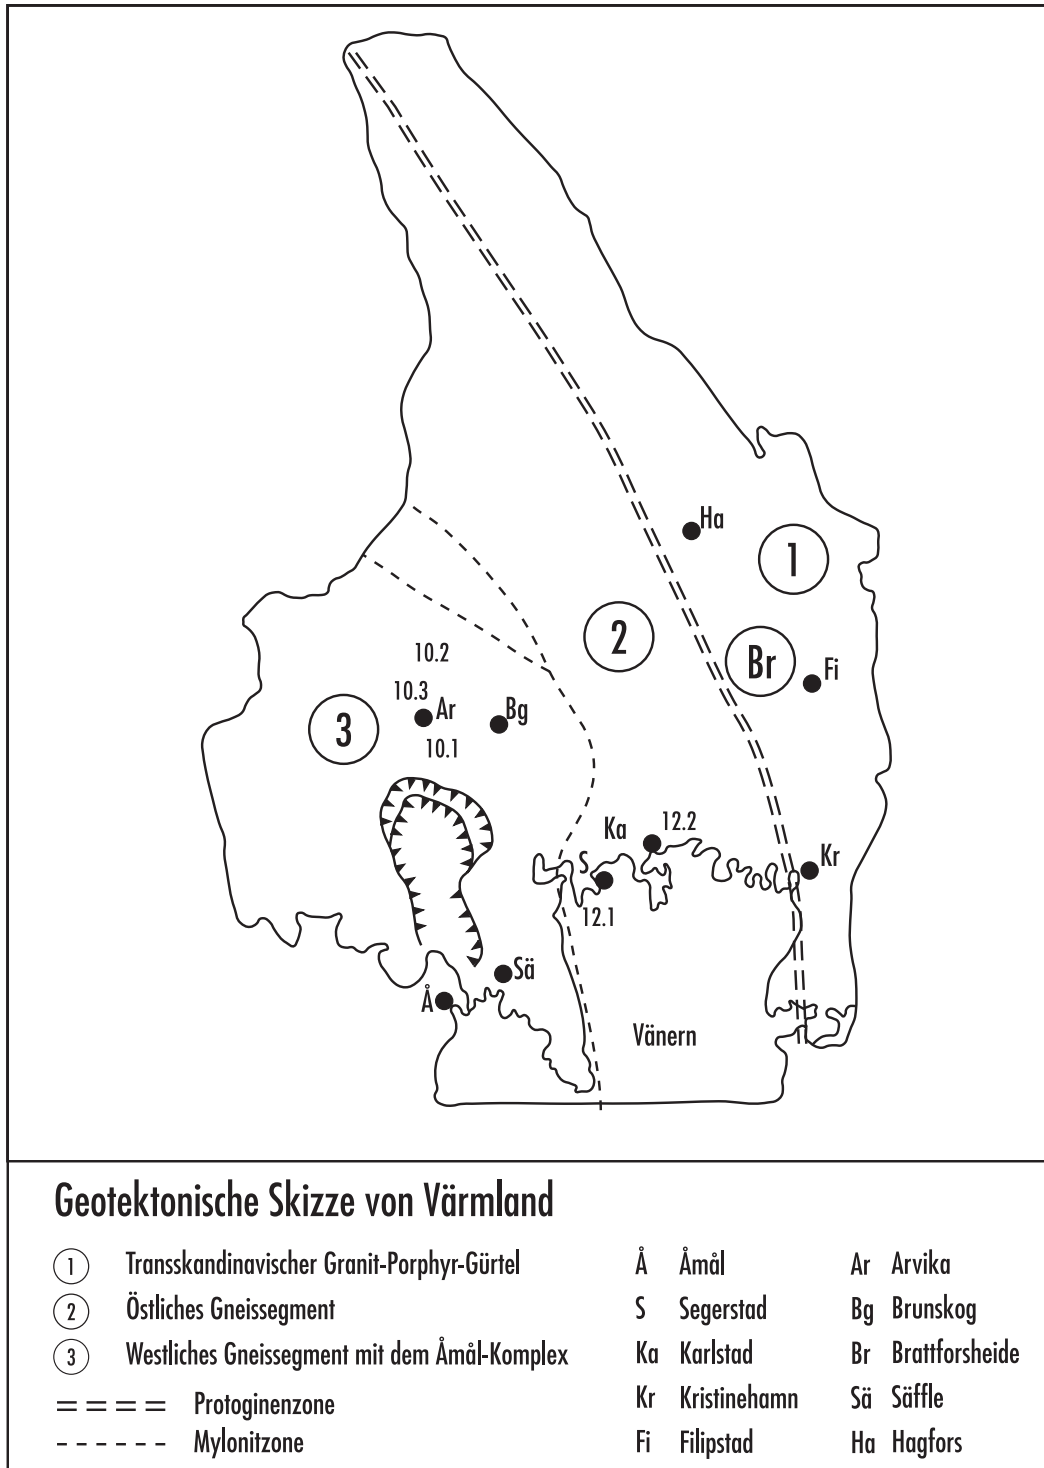 Ha
1
2
10.2
Br
Fi
10.3
Ar
Bg
3
10.1
Ka
12.2
S
Kr
12.1
Sä
Å
Vänern
Geotektonische Skizze von Värmland
1 Transskandinavischer Granit-Porphyr-Gürtel
2 Östliches Gneissegment
3 Westliches Gneissegment mit dem Åmål-Komplex
Protoginenzone
Mylonitzone
Å Åmål
S Segerstad
Ka Karlstad
Kr Kristinehamn
Fi Filipstad
Ar Arvika
Bg Brunskog
Br Brattforsheide
Sä Säffle
Ha Hagfors